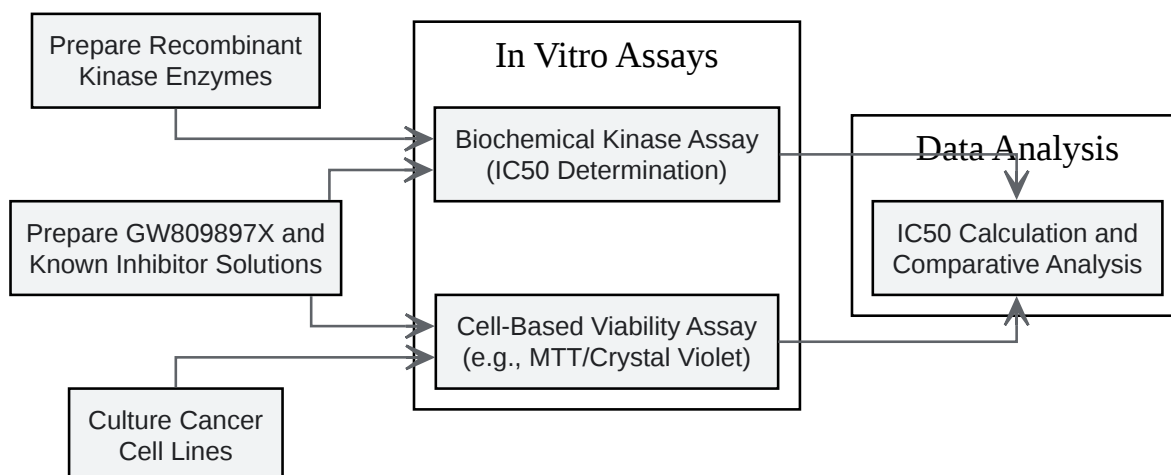 Prepare Recombinant
Kinase Enzymes
In Vitro Assays
Biochemical Kinase Assay
(IC50 Determination)
Data Analysis
Prepare GW809897X and
Known Inhibitor Solutions
IC50 Calculation and
Comparative Analysis
Cell-Based Viability Assay
(e.g., MTT/Crystal Violet)
Culture Cancer
Cell Lines